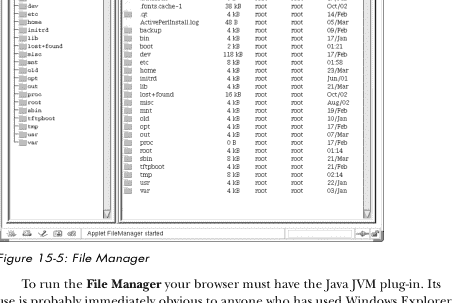 dev
etc
home
initrd
lib
lost+found
misc
mnt
old
opt
out
proc
root
sbin
tftpboot
tmp
usr
var
.fonts.cache-1 38 kB root root Oct/02
.qt 4 kB root root 14/Feb
ActivePerlInstall.log 48 B root root 05/Mar
backup 4 kB root root 09/Feb
bin 4 kB root root 17/Jan
boot 2 kB root root 01:21
dev 118 kB root root 17/Feb
etc 8 kB root root 01:58
home 4 kB root root 23/Mar
initrd 4 kB root root Jun/01
lib 4 kB root root 21/Mar
lost+found 16 kB root root Oct/02
misc 4 kB root root Aug/02
mnt 4 kB root root 19/Feb
old 4 kB root root 10/Jan
opt 4 kB root root 17/Feb
out 4 kB root root 07/Mar
proc 0 B root root 17/Feb
root 4 kB root root 01:14
sbin 8 kB root root 21/Mar
tftpboot 4 kB root root 21/Feb
tmp 8 kB root root 02:14
usr 4 kB root root 22/Jan
var 4 kB root root 03/Jan
Applet FileManager started
Figure 15-5: File Manager
To run the File Manager your browser must have the Java JVM plug-in. Its
use is probably immediately obvious to anyone who has used Windows Explorer